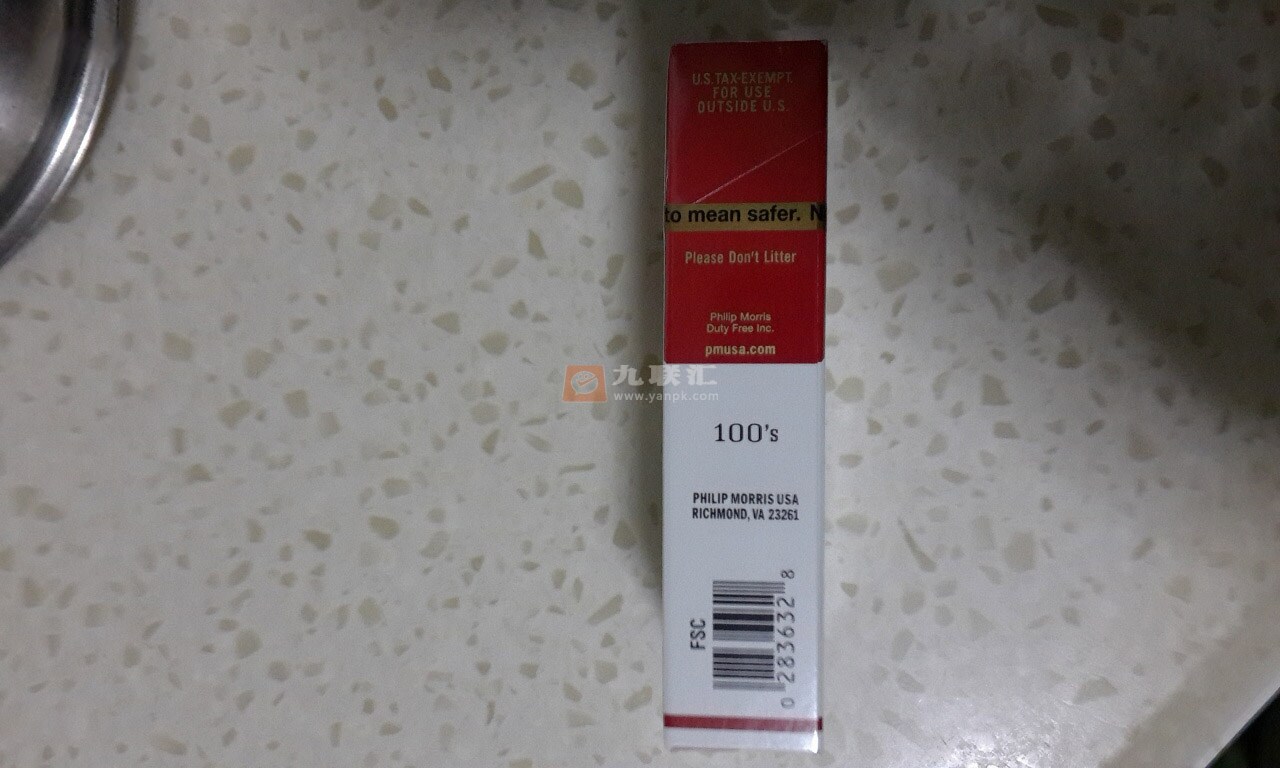 U.S. TAX-EXEMPT,
FOR USE
OUTSIDE U.S.
to mean safer. N
Please Don't Litter
Philip Morris
Duty Free Inc.
pmusa.com
九联汇
www.yanpk.com
100's
PHILIP MORRIS USA
RICHMOND, VA 23261
FSC
0 283632 8